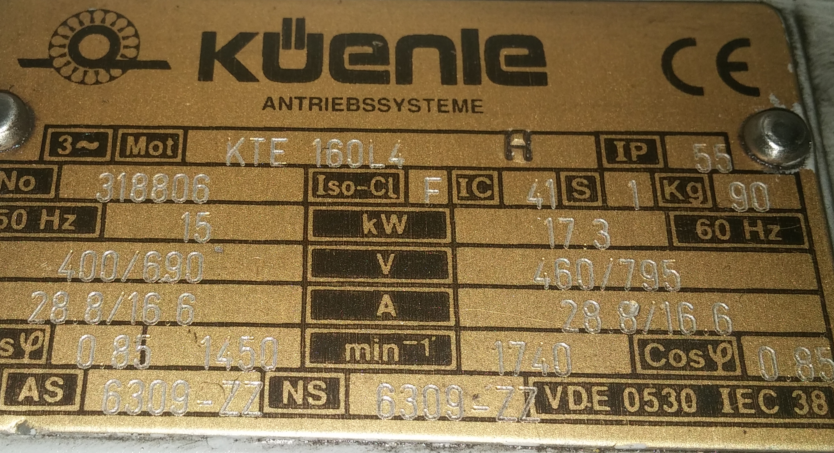 KÜenle
CE
ANTRIEBSSYSTEME
3~ Mot KTE 160L4 H IP 55
No 318806 Iso-Cl F IC 41 S 1 Kg 90
50 Hz 15 kW 17.3 60 Hz
400/690 V 460/795
28.8/16.6 A 28.8/16.6
sφ 0.85 1450 min⁻¹ 1740 Cosφ 0.85
AS 6309-ZZ NS 6309-ZZ VDE 0530 IEC 38